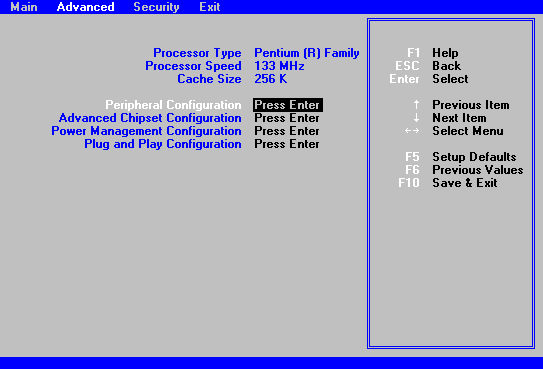 Main Advanced Security Exit
Processor Type Pentium (R) Family
Processor Speed 133 MHz
Cache Size 256 K
Peripheral Configuration Press Enter
Advanced Chipset Configuration Press Enter
Power Management Configuration Press Enter
Plug and Play Configuration Press Enter
F1 Help
ESC Back
Enter Select
↑ Previous Item
↓ Next Item
←→ Select Menu
F5 Setup Defaults
F6 Previous Values
F10 Save & Exit